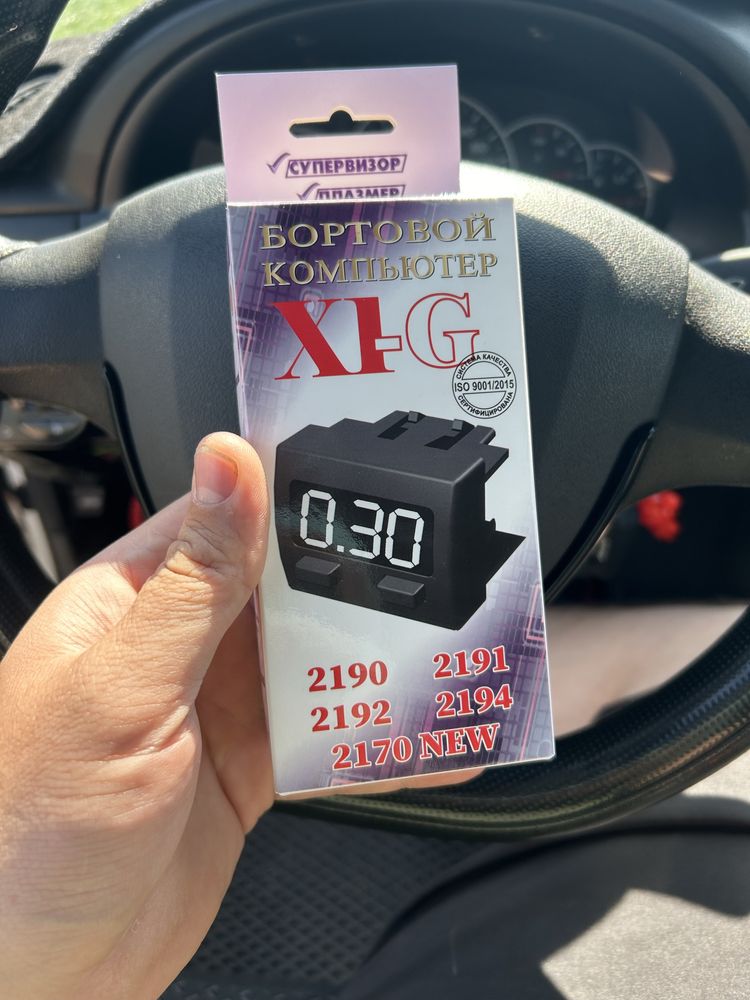 СУПЕРВИЗОР
ПЛАЗМЕР
БОРТОВОЙ
КОМПЬЮТЕР
X1-G
СИСТЕМА КАЧЕСТВА
ISO 9001/2015
СЕРТИФИЦИРОВАНА
0.30
2190 2191
2192 2194
2170 NEW